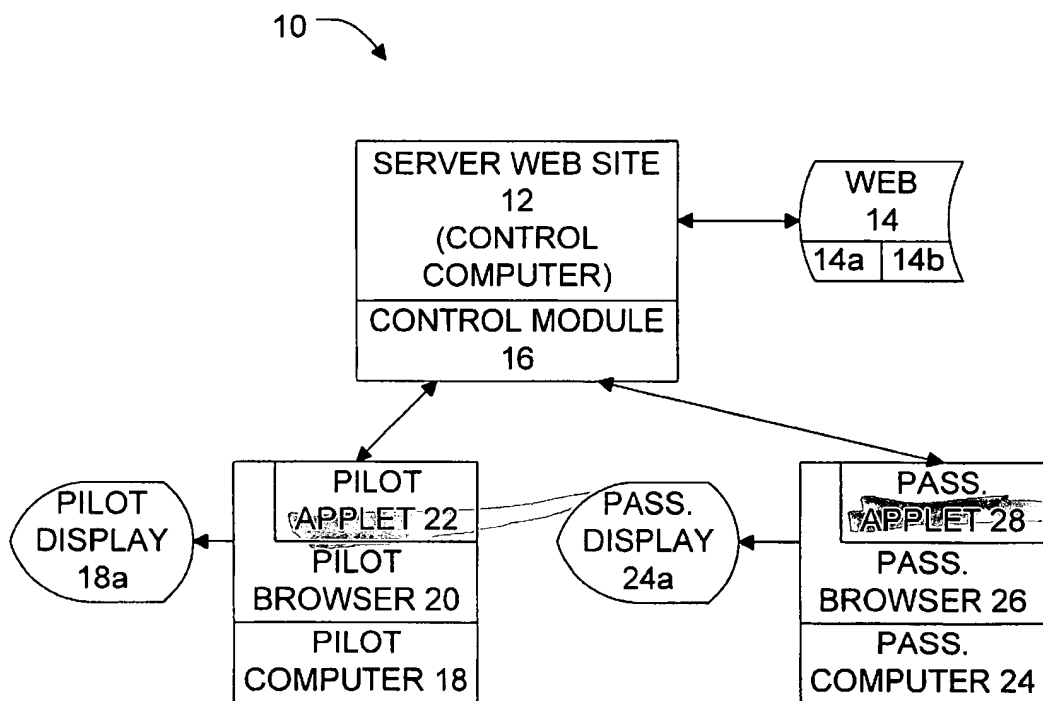 10
SERVER WEB SITE
12
(CONTROL
COMPUTER)
CONTROL MODULE
16
WEB
14
14a
14b
PILOT
DISPLAY
18a
PILOT
APPLET 22
PILOT
BROWSER 20
PILOT
COMPUTER 18
PASS.
DISPLAY
24a
PASS.
APPLET 28
PASS.
BROWSER 26
PASS.
COMPUTER 24